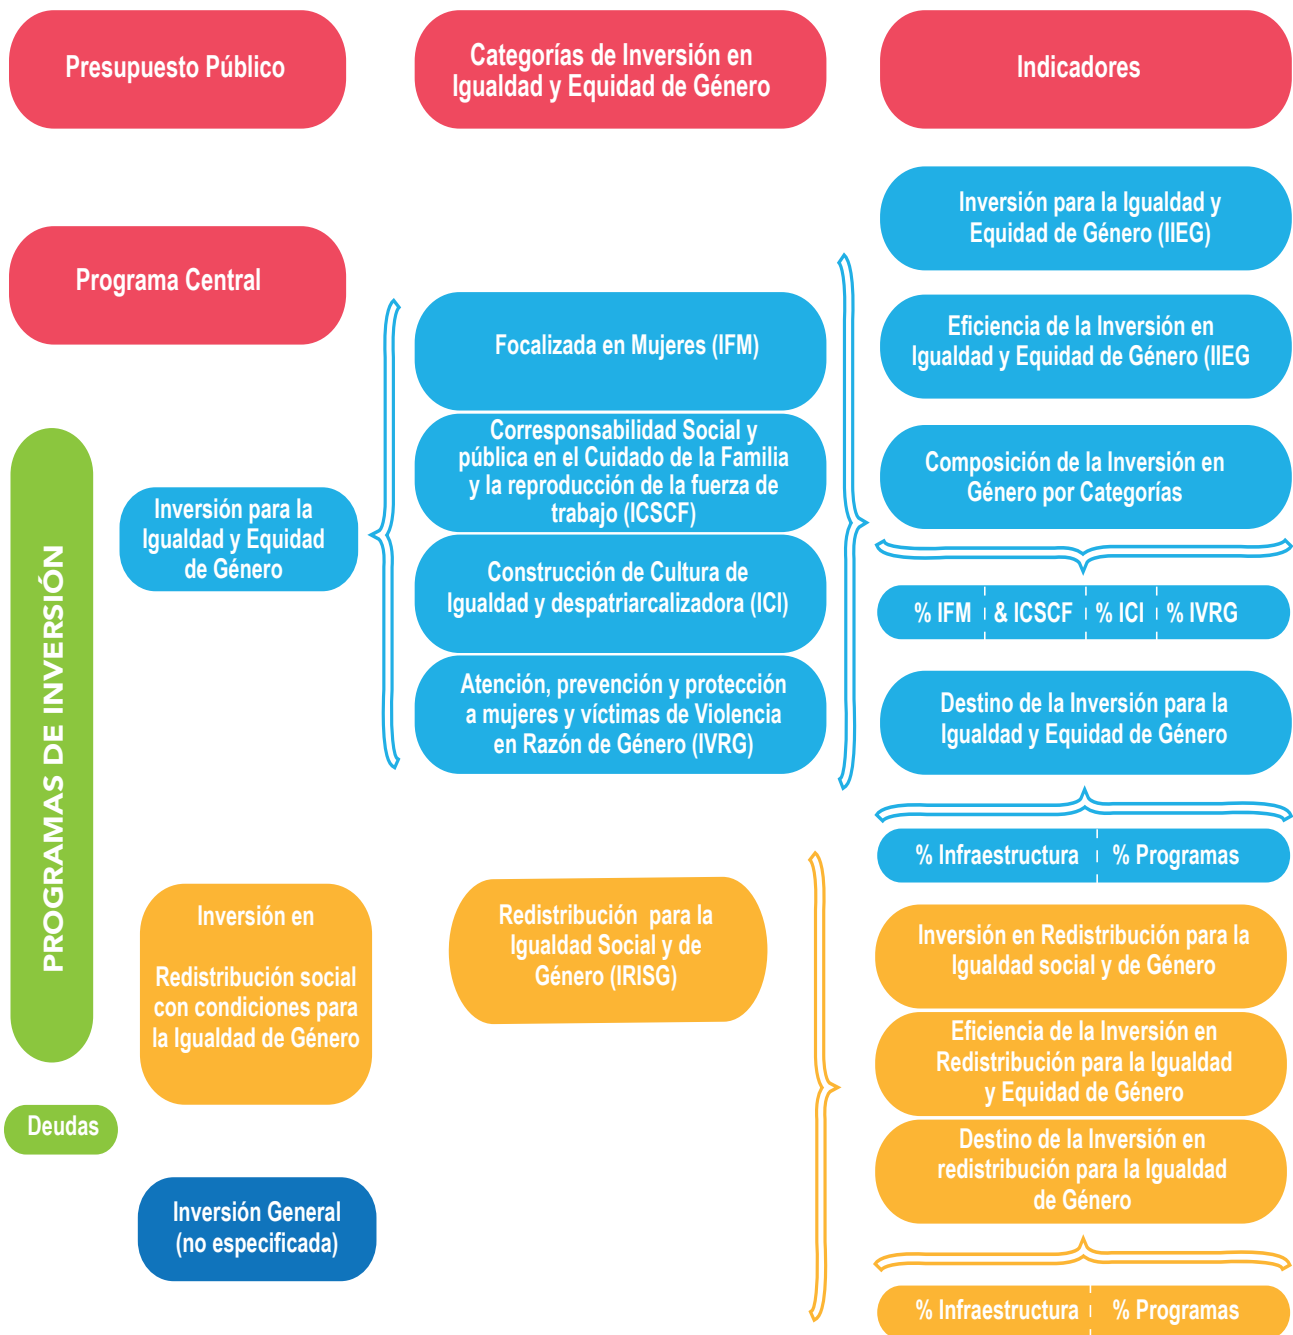 Presupuesto Público
Categorías de Inversión en
Igualdad y Equidad de Género
Indicadores
Programa Central
PROGRAMAS DE INVERSIÓN
Deudas
Inversión para la
Igualdad y Equidad
de Género
Inversión en
Redistribución social
con condiciones para
la Igualdad de Género
Inversión General
(no especificada)
Focalizada en Mujeres (IFM)
Corresponsabilidad Social y
pública en el Cuidado de la Familia
y la reproducción de la fuerza de
trabajo (ICSCF)
Construcción de Cultura de
Igualdad y despatriarcalizadora (ICI)
Atención, prevención y protección
a mujeres y víctimas de Violencia
en Razón de Género (IVRG)
Redistribución para la
Igualdad Social y de
Género (IRISG)
Inversión para la Igualdad y
Equidad de Género (IIEG)
Eficiencia de la Inversión en
Igualdad y Equidad de Género (IIEG
Composición de la Inversión en
Género por Categorías
% IFM & ICSCF % ICI % IVRG
Destino de la Inversión para la
Igualdad y Equidad de Género
% Infraestructura % Programas
Inversión en Redistribución para la
Igualdad social y de Género
Eficiencia de la Inversión en
Redistribución para la Igualdad
y Equidad de Género
Destino de la Inversión en
redistribución para la Igualdad
de Género
% Infraestructura % Programas